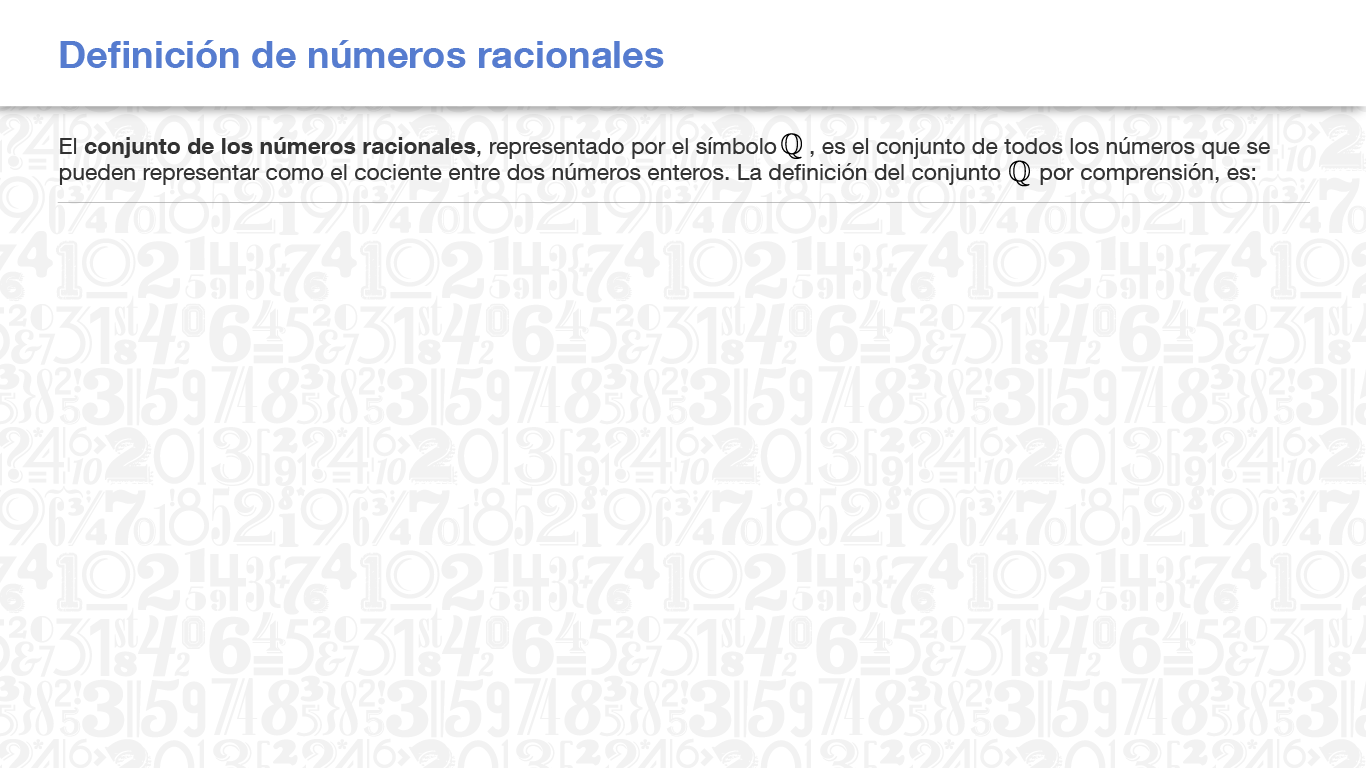 Definición de números racionales
El conjunto de los números racionales, representado por el símbolo ℚ , es el conjunto de todos los números que se
pueden representar como el cociente entre dos números enteros. La definición del conjunto ℚ por comprensión, es: